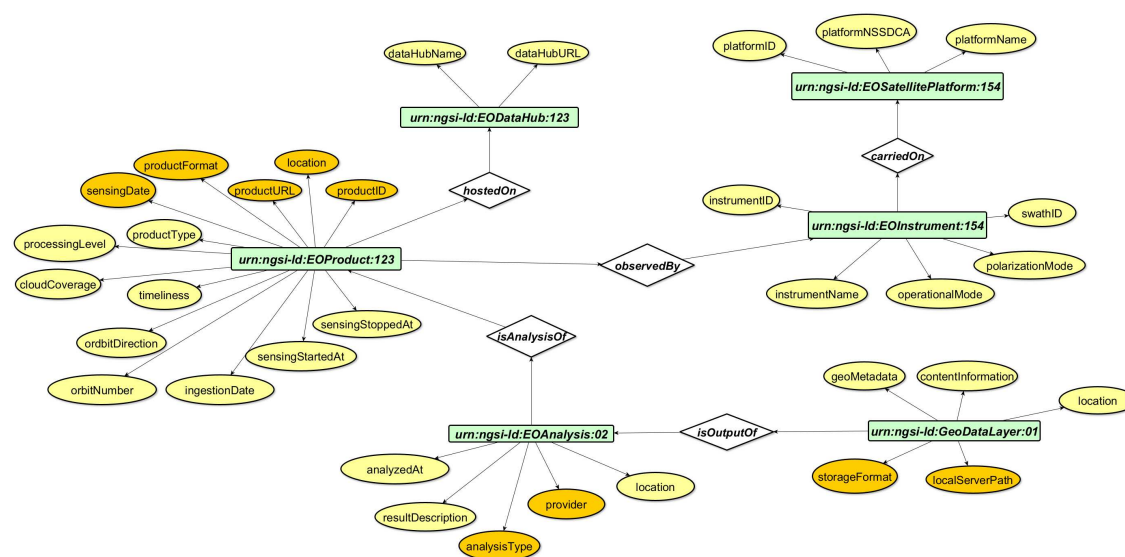 platformNSSDCA
dataHubName
dataHubURL
platformID
platformName
urn:ngsi-ld:EOSatellitePlatform:154
urn:ngsi-ld:EODataHub:123
carriedOn
productFormat
location
sensingDate
productURL
productID
hostedOn
instrumentID
swathID
processingLevel
productType
urn:ngsi-ld:EOInstrument:154
urn:ngsi-ld:EOProduct:123
observedBy
polarizationMode
cloudCoverage
timeliness
instrumentName
operationalMode
sensingStoppedAt
ordbitDirection
isAnalysisOf
sensingStartedAt
orbitNumber
ingestionDate
geoMetadata
contentInformation
location
urn:ngsi-ld:EOAnalysis:02
isOutputOf
urn:ngsi-ld:GeoDataLayer:01
analyzedAt
location
storageFormat
localServerPath
provider
resultDescription
analysisType